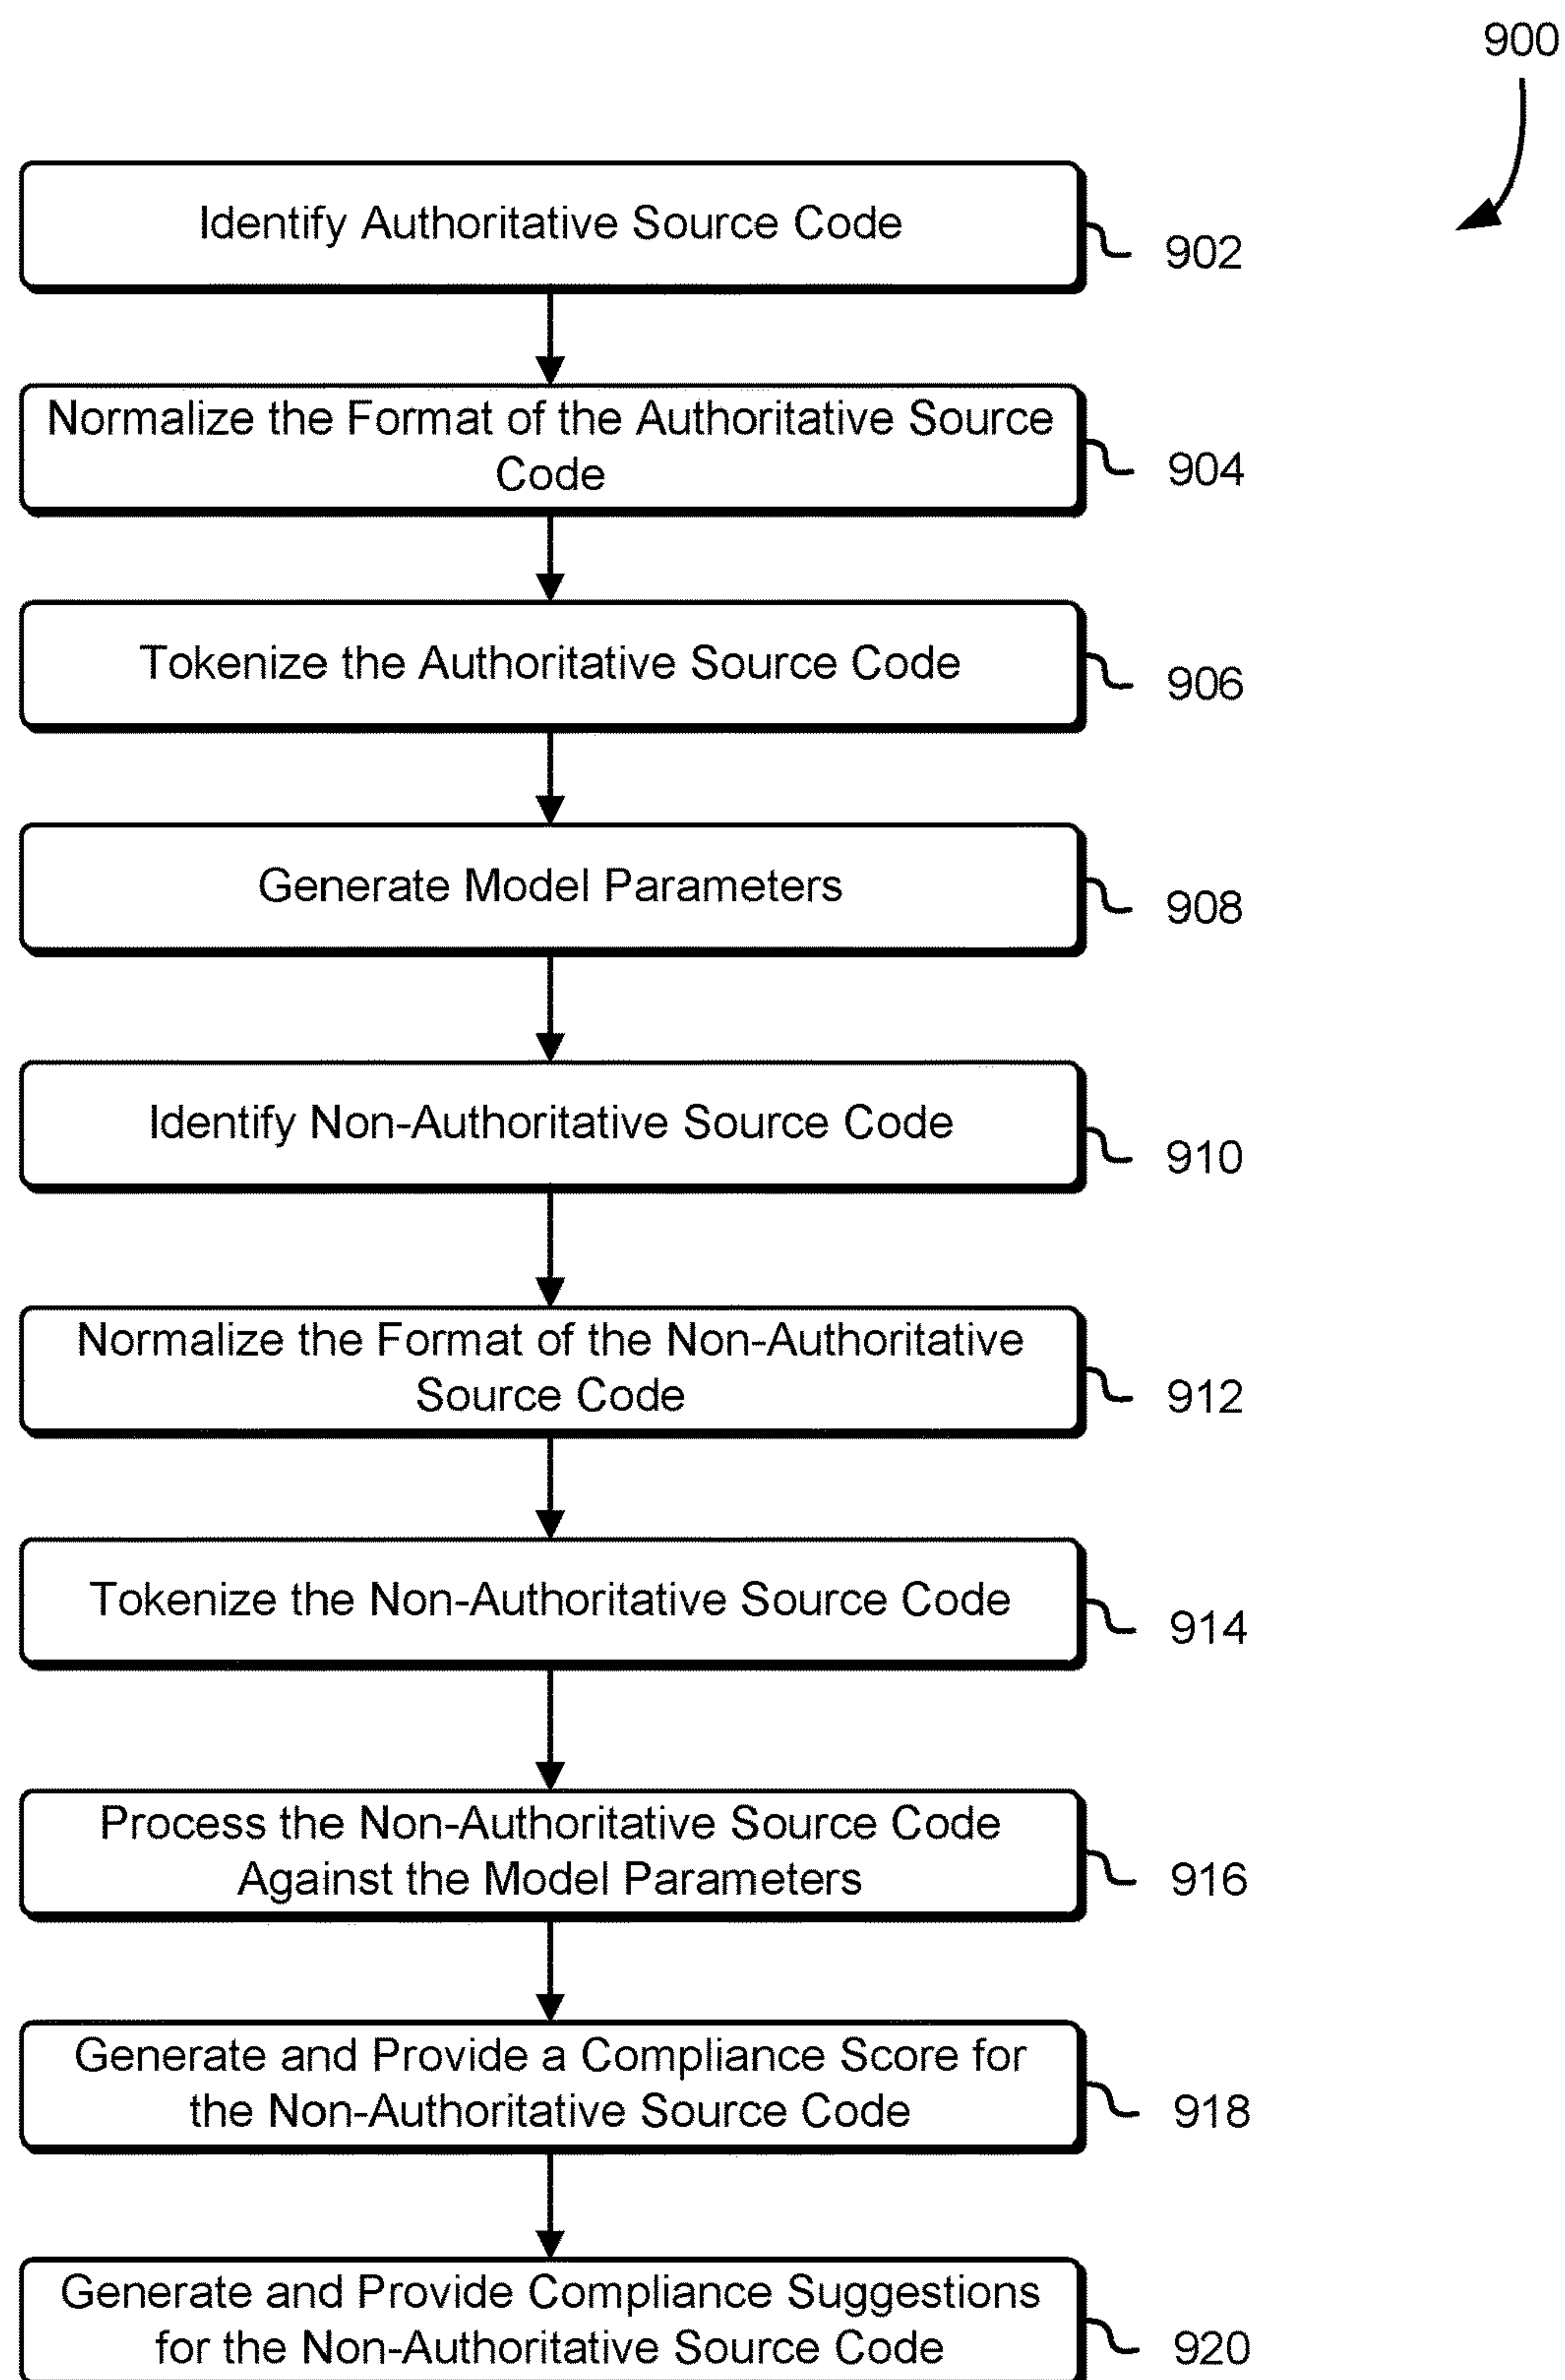 900
Identify Authoritative Source Code
902
Normalize the Format of the Authoritative Source
Code
904
Tokenize the Authoritative Source Code
906
Generate Model Parameters
908
Identify Non-Authoritative Source Code
910
Normalize the Format of the Non-Authoritative
Source Code
912
Tokenize the Non-Authoritative Source Code
914
Process the Non-Authoritative Source Code
Against the Model Parameters
916
Generate and Provide a Compliance Score for
the Non-Authoritative Source Code
918
Generate and Provide Compliance Suggestions
for the Non-Authoritative Source Code
920